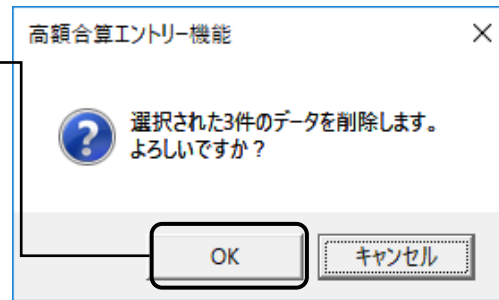 高額合算エントリー機能
選択された3件のデータを削除します。
よろしいですか？
OK
キャンセル